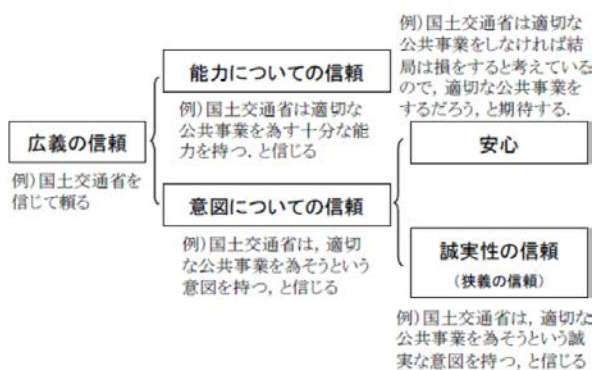 広義の信頼
例)国土交通省を
信じて頼る
能力についての信頼
例)国土交通省は適切な
公共事業を為す十分な能
力を持つ．と信じる
意図についての信頼
例)国土交通省は，適切
な公共事業を為そうという
意図を持つ，と信じる
例)国土交通省は適切な
公共事業をしなければ結
局は損をすると考えている
ので，適切な公共事業を
するだろう，と期待する．
安心
誠実性の信頼
（狭義の信頼）
例)国土交通省は，適切な
公共事業を為そうという誠
実な意図を持つ，と信じる